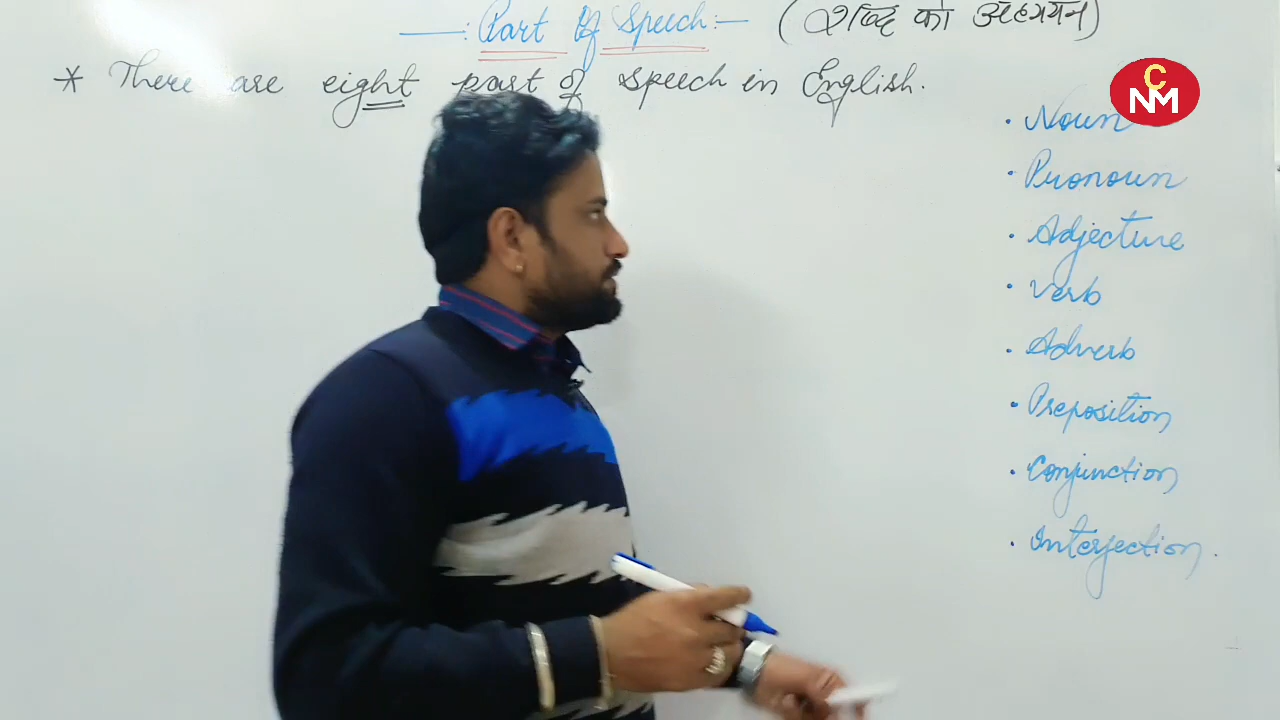 Part Of Speech :- (शब्दि का अध्ययन)
* There are eight part of speech in English.
CNM
• Noun
• Pronoun
• Adjective
• Verb
• Adverb
• Preposition
• Conjunction
• Interjection.